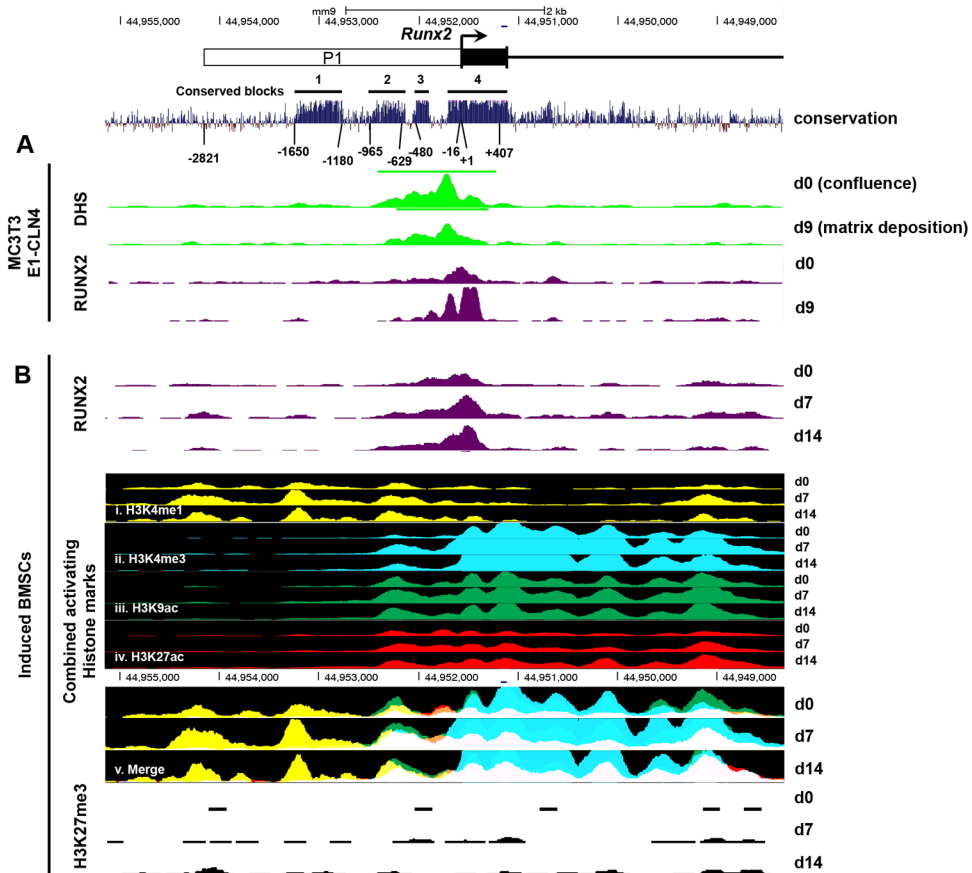 mm9 2 kb
44,955,000 44,954,000 44,953,000 44,952,000 44,951,000 44,950,000 44,949,000
Runx2
P1
1 2 3 4
Conserved blocks
conservation
-2821 -1650 -1180 -965 -629 -480 -16 +1 +407
A
MC3T3
E1-CLN4
DHS
d0 (confluence)
d9 (matrix deposition)
RUNX2
d0
d9
B
Induced BMSCs
RUNX2
d0
d7
d14
Combined activating
Histone marks
d0
d7
i. H3K4me1 d14
d0
d7
ii. H3K4me3 d14
d0
d7
iii. H3K9ac d14
d0
d7
iv. H3K27ac d14
44,955,000 44,954,000 44,953,000 44,952,000 44,951,000 44,950,000 44,949,000
d0
d7
v. Merge d14
H3K27me3
d0
d7
d14